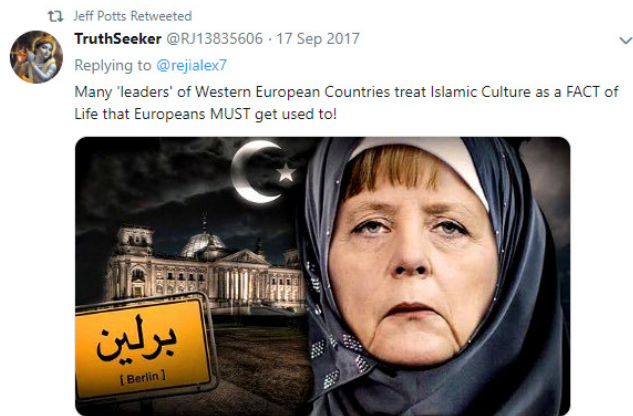 Jeff Potts Retweeted
TruthSeeker @RJ13835606 · 17 Sep 2017
Replying to @rejialex7
Many 'leaders' of Western European Countries treat Islamic Culture as a FACT of
Life that Europeans MUST get used to!
برلين
[ Berlin ]